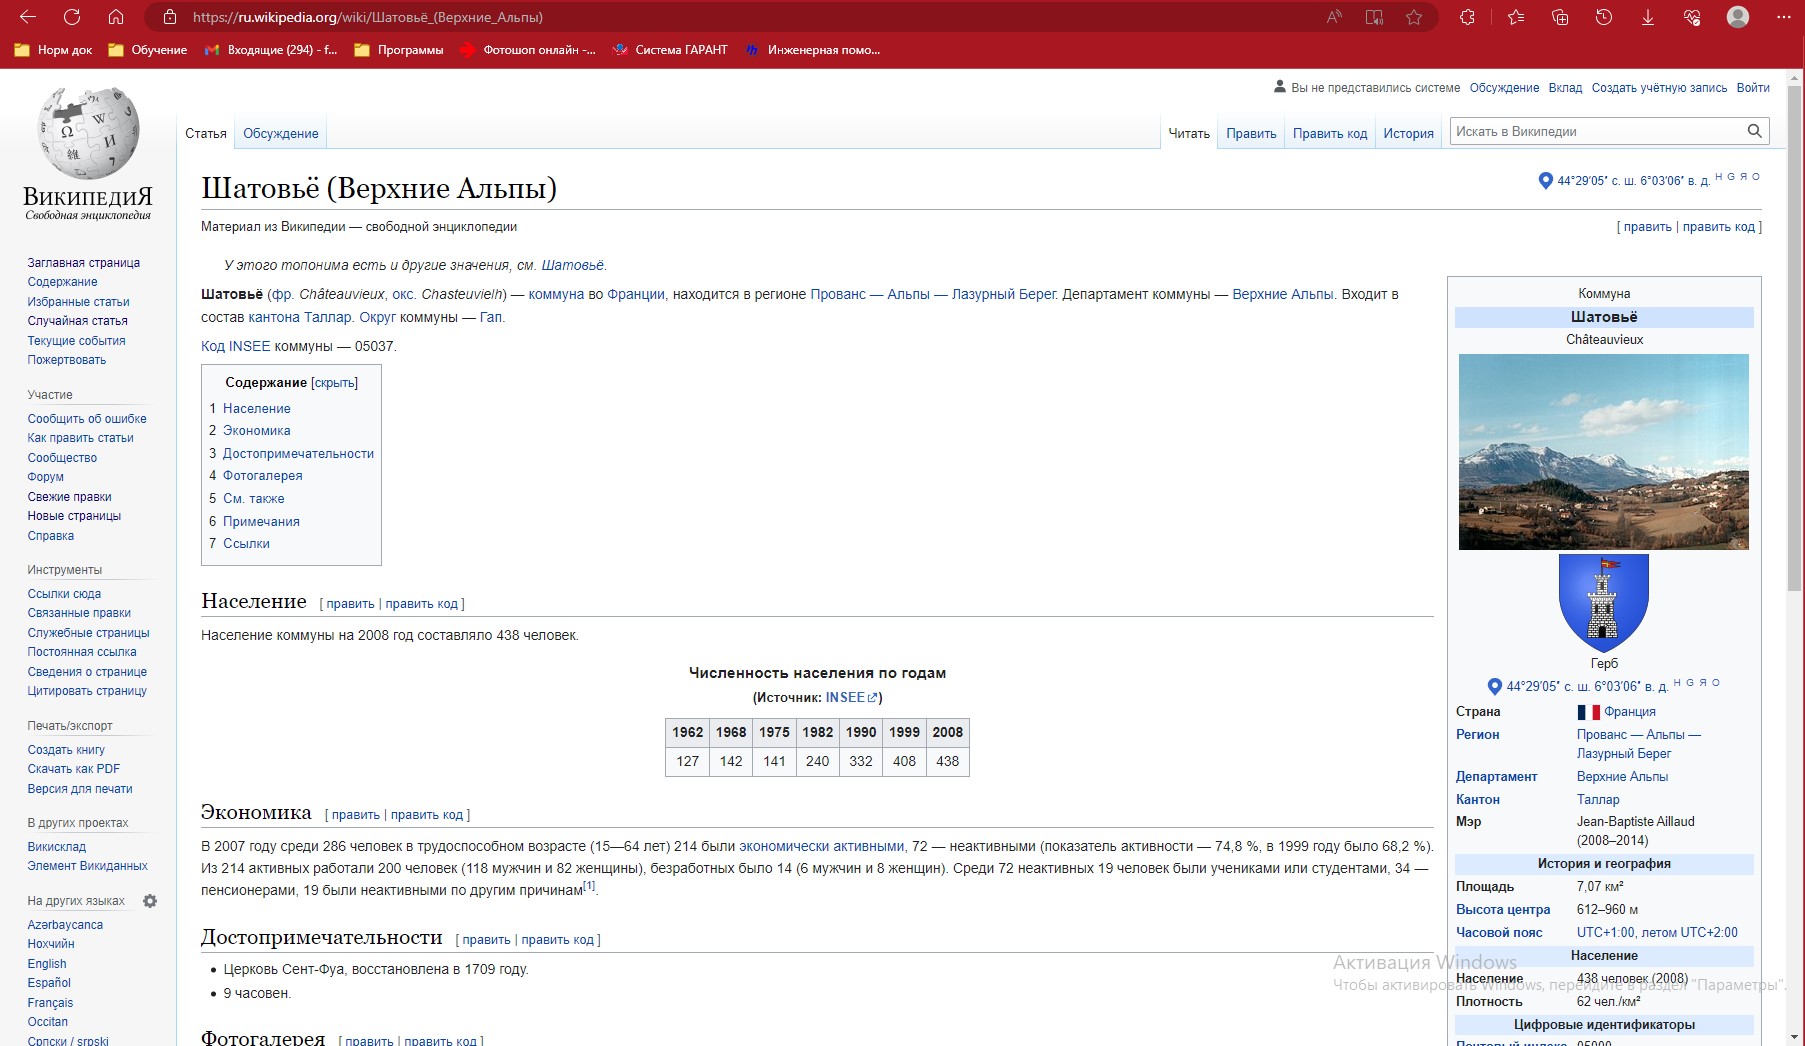 https://ru.wikipedia.org/wiki/Шатовьё_(Верхние_Альпы)
Норм док
Обучение
Входящие (294) - f...
Программы
Фотошоп онлайн -...
Система ГАРАНТ
Инженерная помо...
Вы не представились системе
Обсуждение
Вклад
Создать учётную запись
Войти
Статья
Обсуждение
Читать
Править
Править код
История
Искать в Википедии
ВИКИПЕДИЯ
Свободная энциклопедия
Заглавная страница
Содержание
Избранные статьи
Случайная статья
Текущие события
Пожертвовать
Участие
Сообщить об ошибке
Как править статьи
Сообщество
Форум
Свежие правки
Новые страницы
Справка
Инструменты
Ссылки сюда
Связанные правки
Служебные страницы
Постоянная ссылка
Сведения о странице
Цитировать страницу
Печать/экспорт
Создать книгу
Скачать как PDF
Версия для печати
В других проектах
Викисклад
Элемент Викиданных
На других языках
Azərbaycanca
Нохчийн
English
Español
Français
Occitan
Српски / srpski
Шатовьё (Верхние Альпы)
44°29′05″ с. ш. 6°03′06″ в. д. H G Я O
Материал из Википедии — свободной энциклопедии
[ править | править код ]
У этого топонима есть и другие значения, см. Шатовьё.
Шатовьё (фр. Châteauvieux, окс. Chasteuvielh) — коммуна во Франции, находится в регионе Прованс — Альпы — Лазурный Берег. Департамент коммуны — Верхние Альпы. Входит в
состав кантона Таллар. Округ коммуны — Гап.
Код INSEE коммуны — 05037.
Содержание [скрыть]
1 Население
2 Экономика
3 Достопримечательности
4 Фотогалерея
5 См. также
6 Примечания
7 Ссылки
Население [ править | править код ]
Население коммуны на 2008 год составляло 438 человек.
Численность населения по годам
(Источник: INSEE)
1962 1968 1975 1982 1990 1999 2008
127 142 141 240 332 408 438
Экономика [ править | править код ]
В 2007 году среди 286 человек в трудоспособном возрасте (15—64 лет) 214 были экономически активными, 72 — неактивными (показатель активности — 74,8 %, в 1999 году было 68,2 %).
Из 214 активных работали 200 человек (118 мужчин и 82 женщины), безработных было 14 (6 мужчин и 8 женщин). Среди 72 неактивных 19 человек были учениками или студентами, 34 —
пенсионерами, 19 были неактивными по другим причинам[1].
Достопримечательности [ править | править код ]
• Церковь Сент-Фуа, восстановлена в 1709 году.
• 9 часовен.
Фотогалерея [ править | править код ]
Коммуна
Шатовьё
Châteauvieux
Герб
44°29′05″ с. ш. 6°03′06″ в. д. H G Я O
Страна Франция
Регион Прованс — Альпы —
Лазурный Берег
Департамент Верхние Альпы
Кантон Таллар
Мэр Jean-Baptiste Aillaud
(2008–2014)
История и география
Площадь 7,07 км²
Высота центра 612–960 м
Часовой пояс UTC+1:00, летом UTC+2:00
Население
Население 438 человек (2008)
Плотность 62 чел./км²
Цифровые идентификаторы
Почтовый индекс 05000
Активация Windows
Чтобы активировать Windows, перейдите в раздел "Параметры".